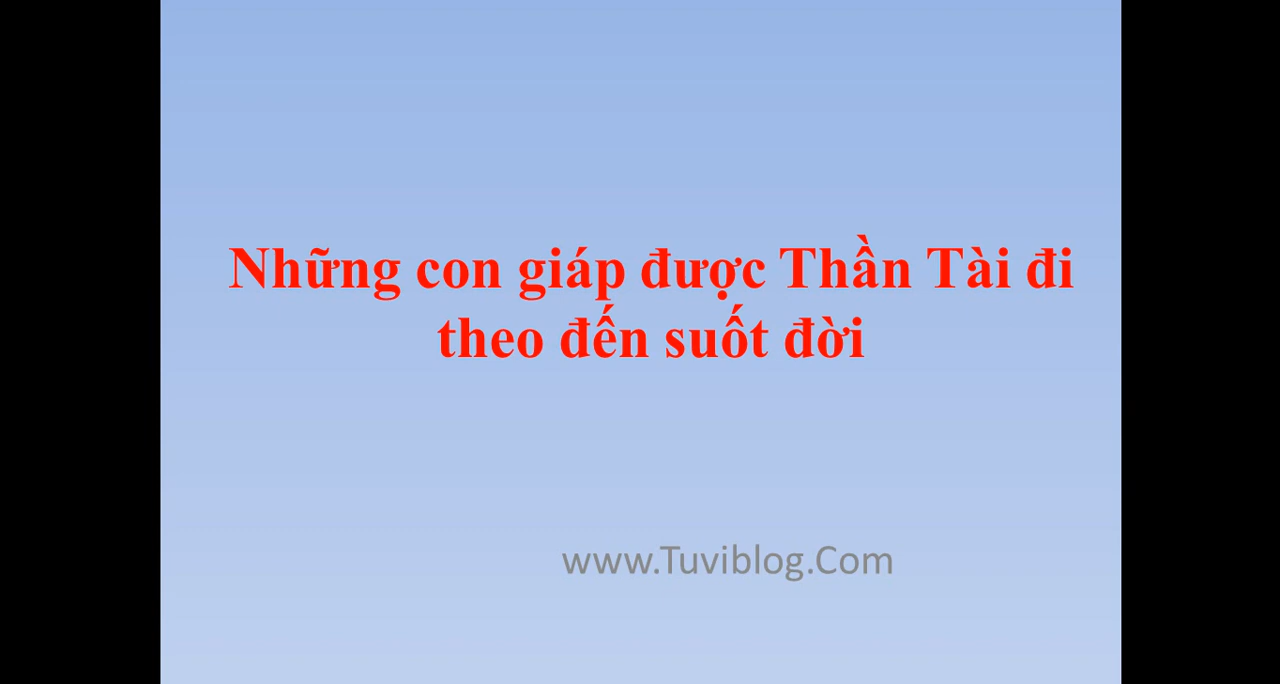 Những con giáp được Thần Tài đi
theo đến suốt đời
www.Tuviblog.Com